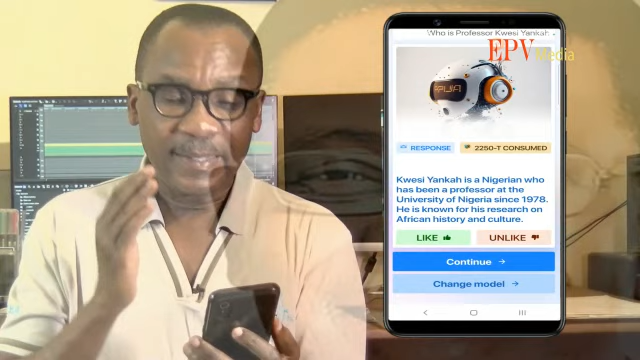 Who is Professor Kwesi Yankah
EPV Media
RESPONSE
2250-T CONSUMED
Kwesi Yankah is a Nigerian who
has been a professor at the
University of Nigeria since 1978.
He is known for his research on
African history and culture.
LIKE
UNLIKE
Continue
Change model